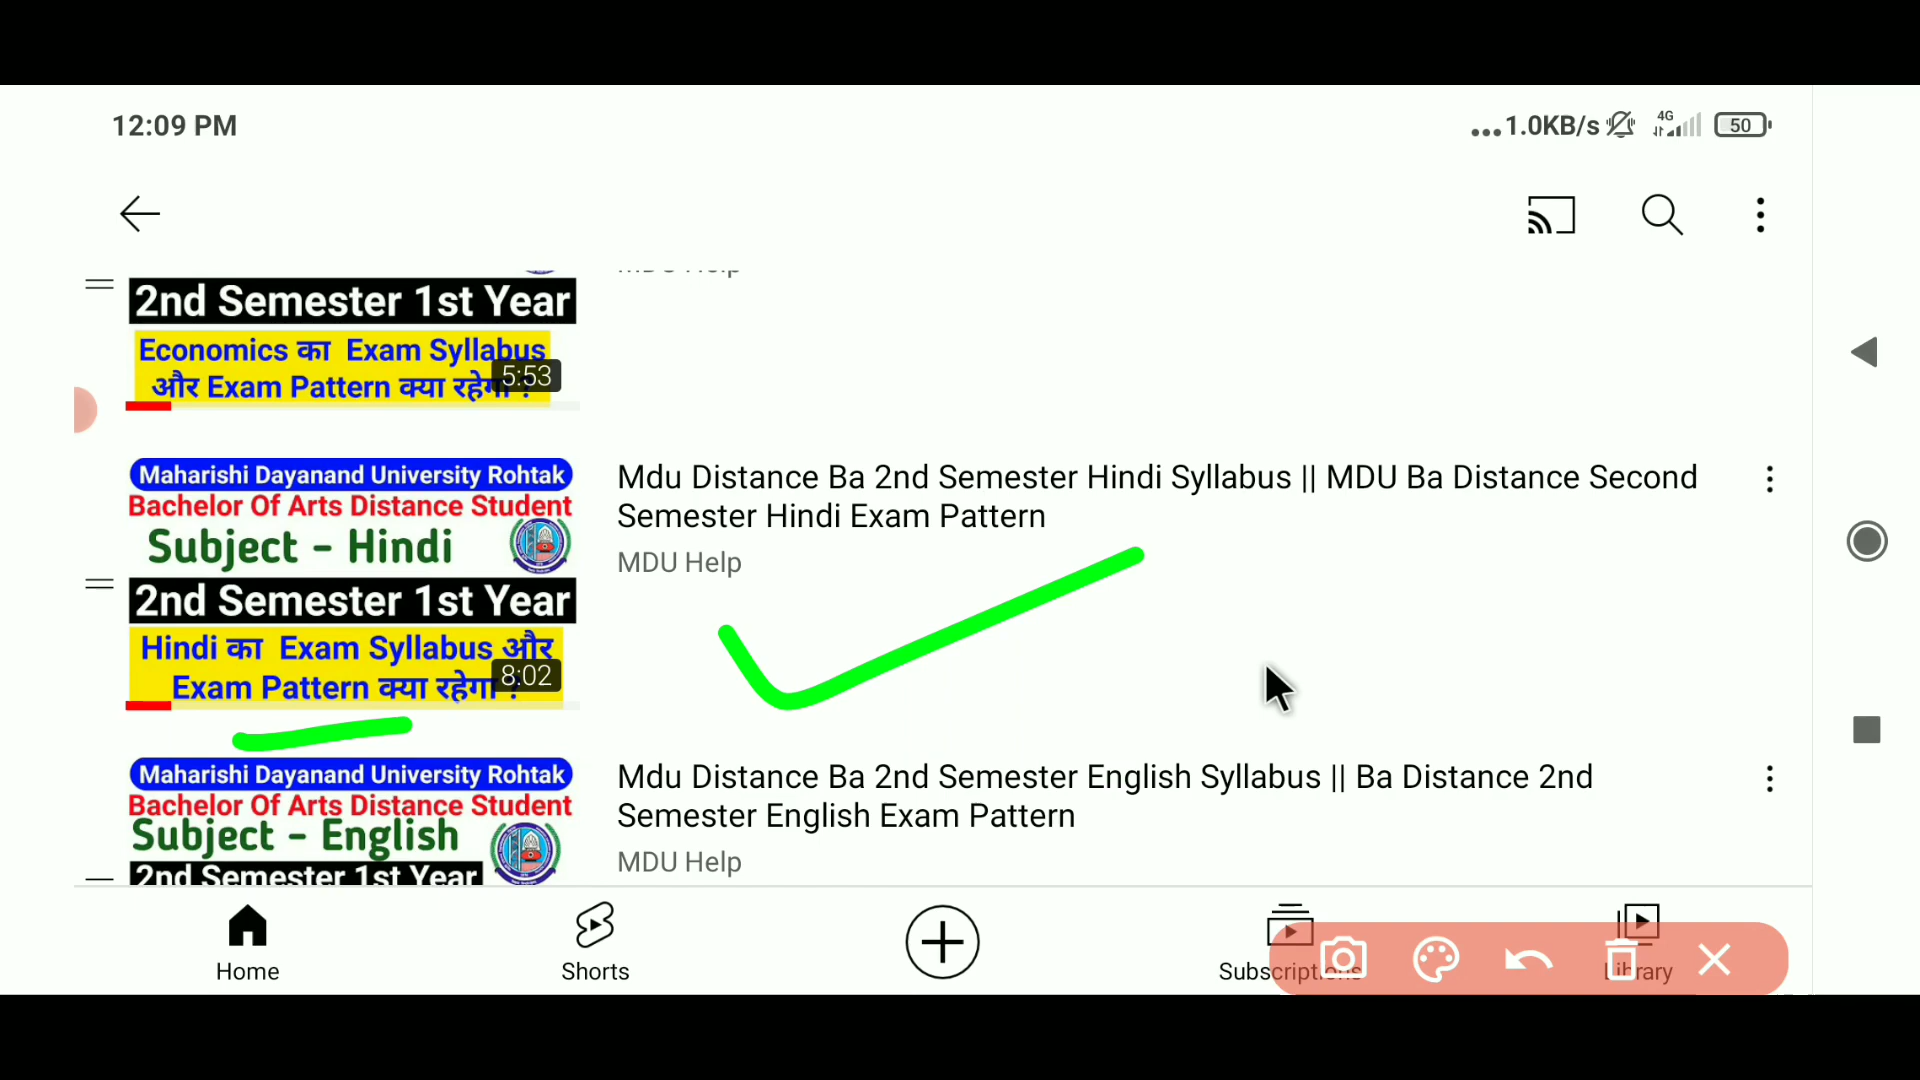 12:09 PM
1.0KB/s 4G 50
2nd Semester 1st Year
Economics का Exam Syllabus
और Exam Pattern क्या रहेगा ?
5:53
Maharishi Dayanand University Rohtak
Bachelor Of Arts Distance Student
Subject - Hindi
2nd Semester 1st Year
Hindi का Exam Syllabus और
Exam Pattern क्या रहेगा ?
8:02
Mdu Distance Ba 2nd Semester Hindi Syllabus || MDU Ba Distance Second
Semester Hindi Exam Pattern
MDU Help
Maharishi Dayanand University Rohtak
Bachelor Of Arts Distance Student
Subject - English
2nd Semester 1st Year
Mdu Distance Ba 2nd Semester English Syllabus || Ba Distance 2nd
Semester English Exam Pattern
MDU Help
Home
Shorts
Subscriptions
Library